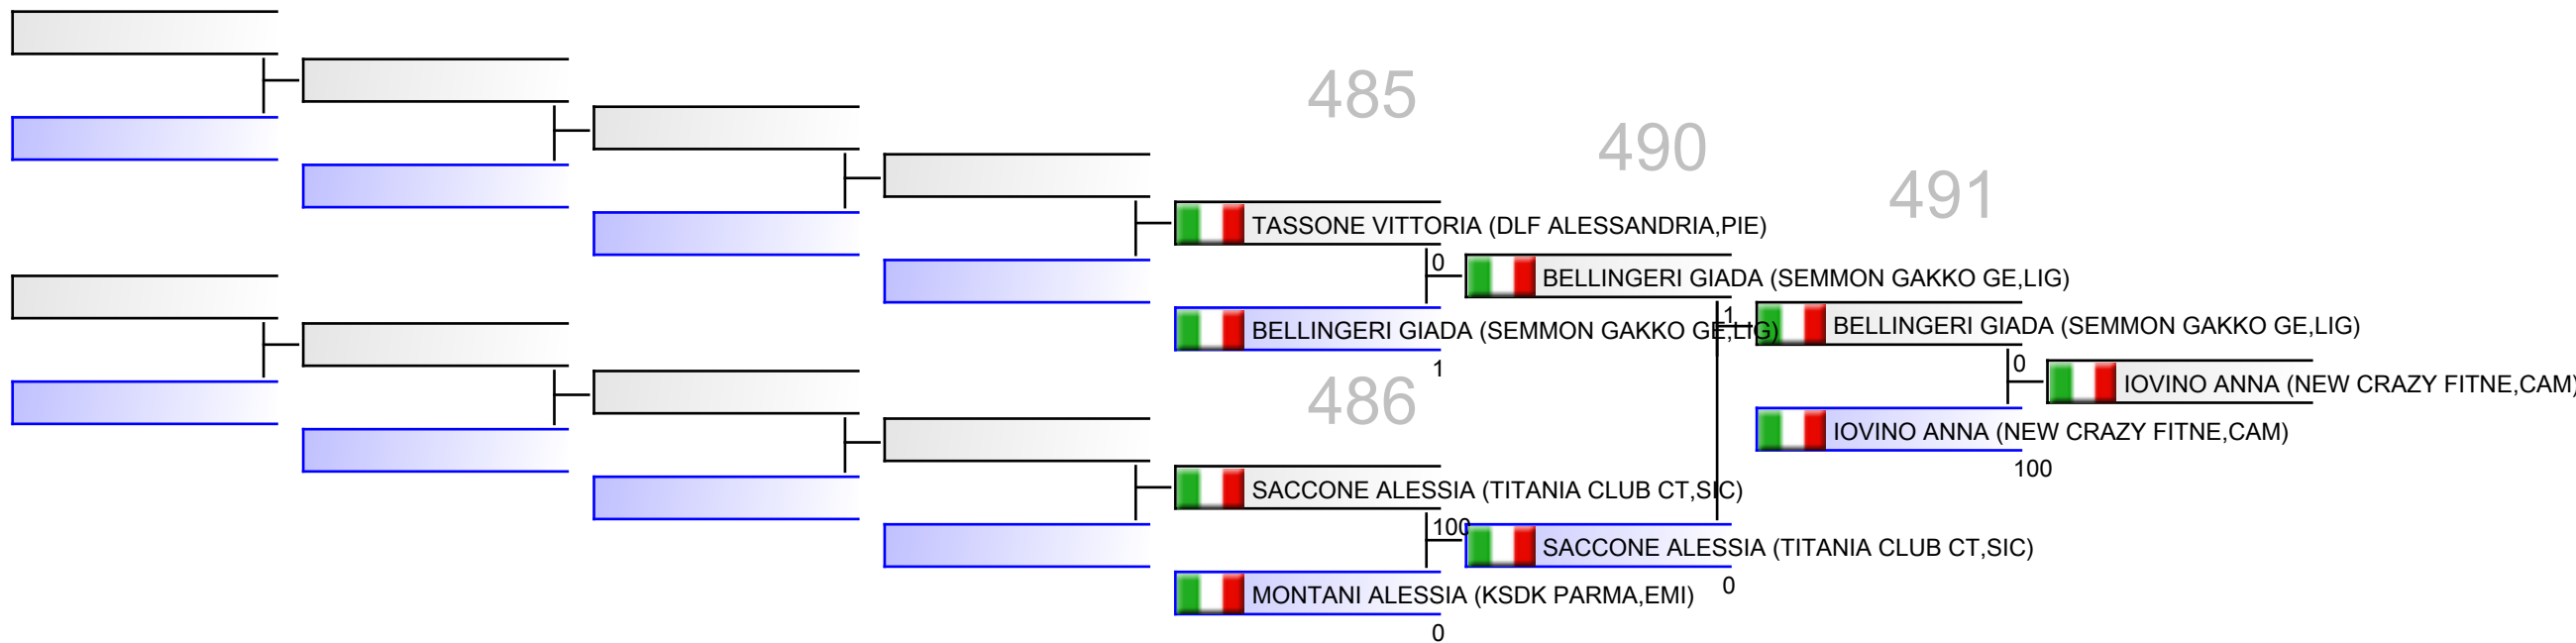 485
490
491
TASSONE VITTORIA (DLF ALESSANDRIA,PIE)
0
BELLINGERI GIADA (SEMMON GAKKO GE,LIG)
1
BELLINGERI GIADA (SEMMON GAKKO GE,LIG)
BELLINGERI GIADA (SEMMON GAKKO GE,LIG)
1
0
IOVINO ANNA (NEW CRAZY FITNE,CAM)
486
IOVINO ANNA (NEW CRAZY FITNE,CAM)
100
SACCONE ALESSIA (TITANIA CLUB CT,SIC)
100
SACCONE ALESSIA (TITANIA CLUB CT,SIC)
0
MONTANI ALESSIA (KSDK PARMA,EMI)
0